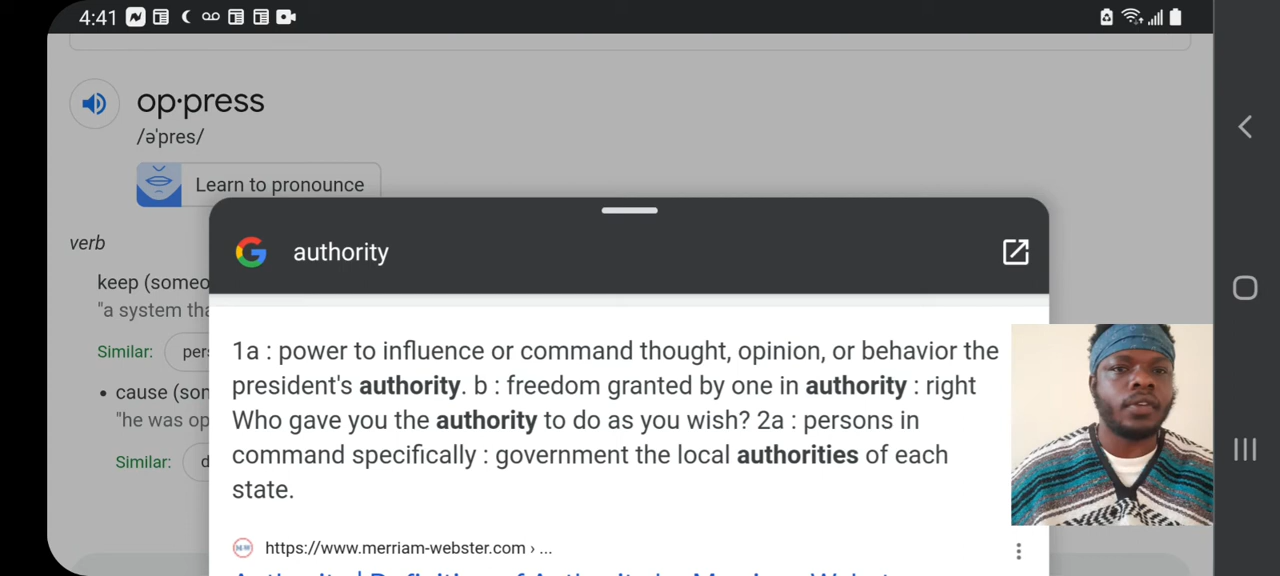 4:41
op·press
/ə'pres/
Learn to pronounce
verb
keep (someo
"a system tha
Similar: per
• cause (son
"he was op
Similar: d
authority
1a : power to influence or command thought, opinion, or behavior the
president's authority. b : freedom granted by one in authority : right
Who gave you the authority to do as you wish? 2a : persons in
command specifically : government the local authorities of each
state.
https://www.merriam-webster.com › ...